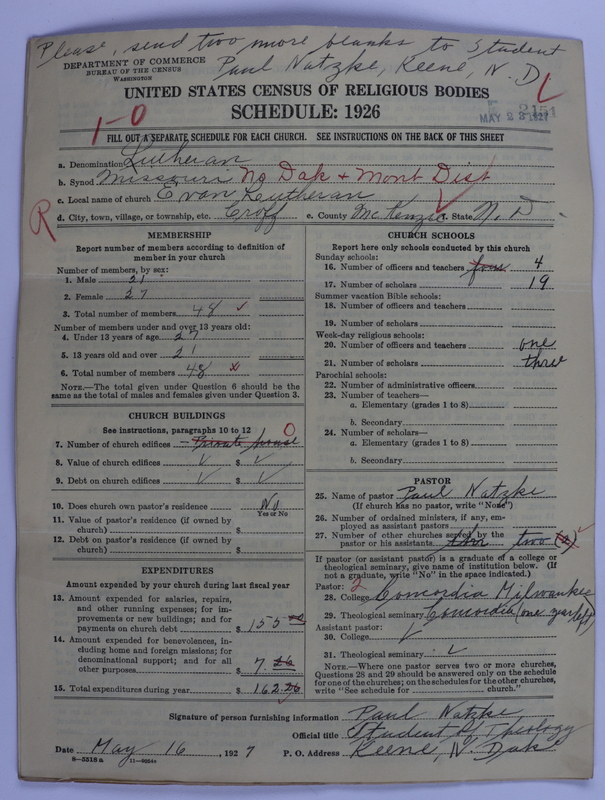 Please, send two more blanks to Student
Paul Natzke, Keene, N. D.
DEPARTMENT OF COMMERCE
BUREAU OF THE CENSUS
WASHINGTON
UNITED STATES CENSUS OF RELIGIOUS BODIES
SCHEDULE: 1926
MAY 23 1927
1-0
FILL OUT A SEPARATE SCHEDULE FOR EACH CHURCH. SEE INSTRUCTIONS ON THE BACK OF THIS SHEET
a. Denomination Lutheran
b. Synod Missouri No Dak + Mont Dist
c. Local name of church Evan Lutheran
R
d. City, town, village, or township, etc. Croff e. County McKenzie f. State N. D.
MEMBERSHIP
Report number of members according to definition of
member in your church
Number of members, by sex:
1. Male 21
2. Female 27
3. Total number of members 48
Number of members under and over 13 years old:
4. Under 13 years of age 27
5. 13 years old and over 21
6. Total number of members 48
NOTE.—The total given under Question 6 should be the
same as the total of males and females given under Question 3.
CHURCH BUILDINGS
See instructions, paragraphs 10 to 12
7. Number of church edifices Private house 0
8. Value of church edifices ✓ $ ✓
9. Debt on church edifices ✓ $ ✓
10. Does church own pastor's residence No
Yes or No
11. Value of pastor's residence (if owned by
church) $
12. Debt on pastor's residence (if owned by
church) $
EXPENDITURES
Amount expended by your church during last fiscal year
13. Amount expended for salaries, repairs,
and other running expenses; for im-
provements or new buildings; and for
payments on church debt $ 155
14. Amount expended for benevolences, in-
cluding home and foreign missions; for
denominational support; and for all
other purposes $ 7
15. Total expenditures during year $ 162
CHURCH SCHOOLS
Report here only schools conducted by this church
Sunday schools:
16. Number of officers and teachers four 4
17. Number of scholars 19
Summer vacation Bible schools:
18. Number of officers and teachers
19. Number of scholars
Week-day religious schools:
20. Number of officers and teachers one
21. Number of scholars three
Parochial schools:
22. Number of administrative officers
23. Number of teachers—
a. Elementary (grades 1 to 8)
b. Secondary
24. Number of scholars—
a. Elementary (grades 1 to 8)
b. Secondary
PASTOR
25. Name of pastor Paul Natzke
(If church has no pastor, write "None")
26. Number of ordained ministers, if any, em-
ployed as assistant pastors
27. Number of other churches served by the
pastor or his assistants two (2)
If pastor (or assistant pastor) is a graduate of a college or
theological seminary, give name of institution below. (If
not a graduate, write "No" in the space indicated.)
Pastor: 2
28. College Concordia Milwaukee
29. Theological seminary Concordia (one year left)
Assistant pastor:
30. College ✓
31. Theological seminary ✓
NOTE.—Where one pastor serves two or more churches,
Questions 28 and 29 should be answered only on the schedule
for one of the churches; on the schedules for the other churches,
write "See schedule for church."
Signature of person furnishing information Paul Natzke
Official title Student of Theology
Date May 16, 1927 P. O. Address Keene, N. Dak
8-5518a